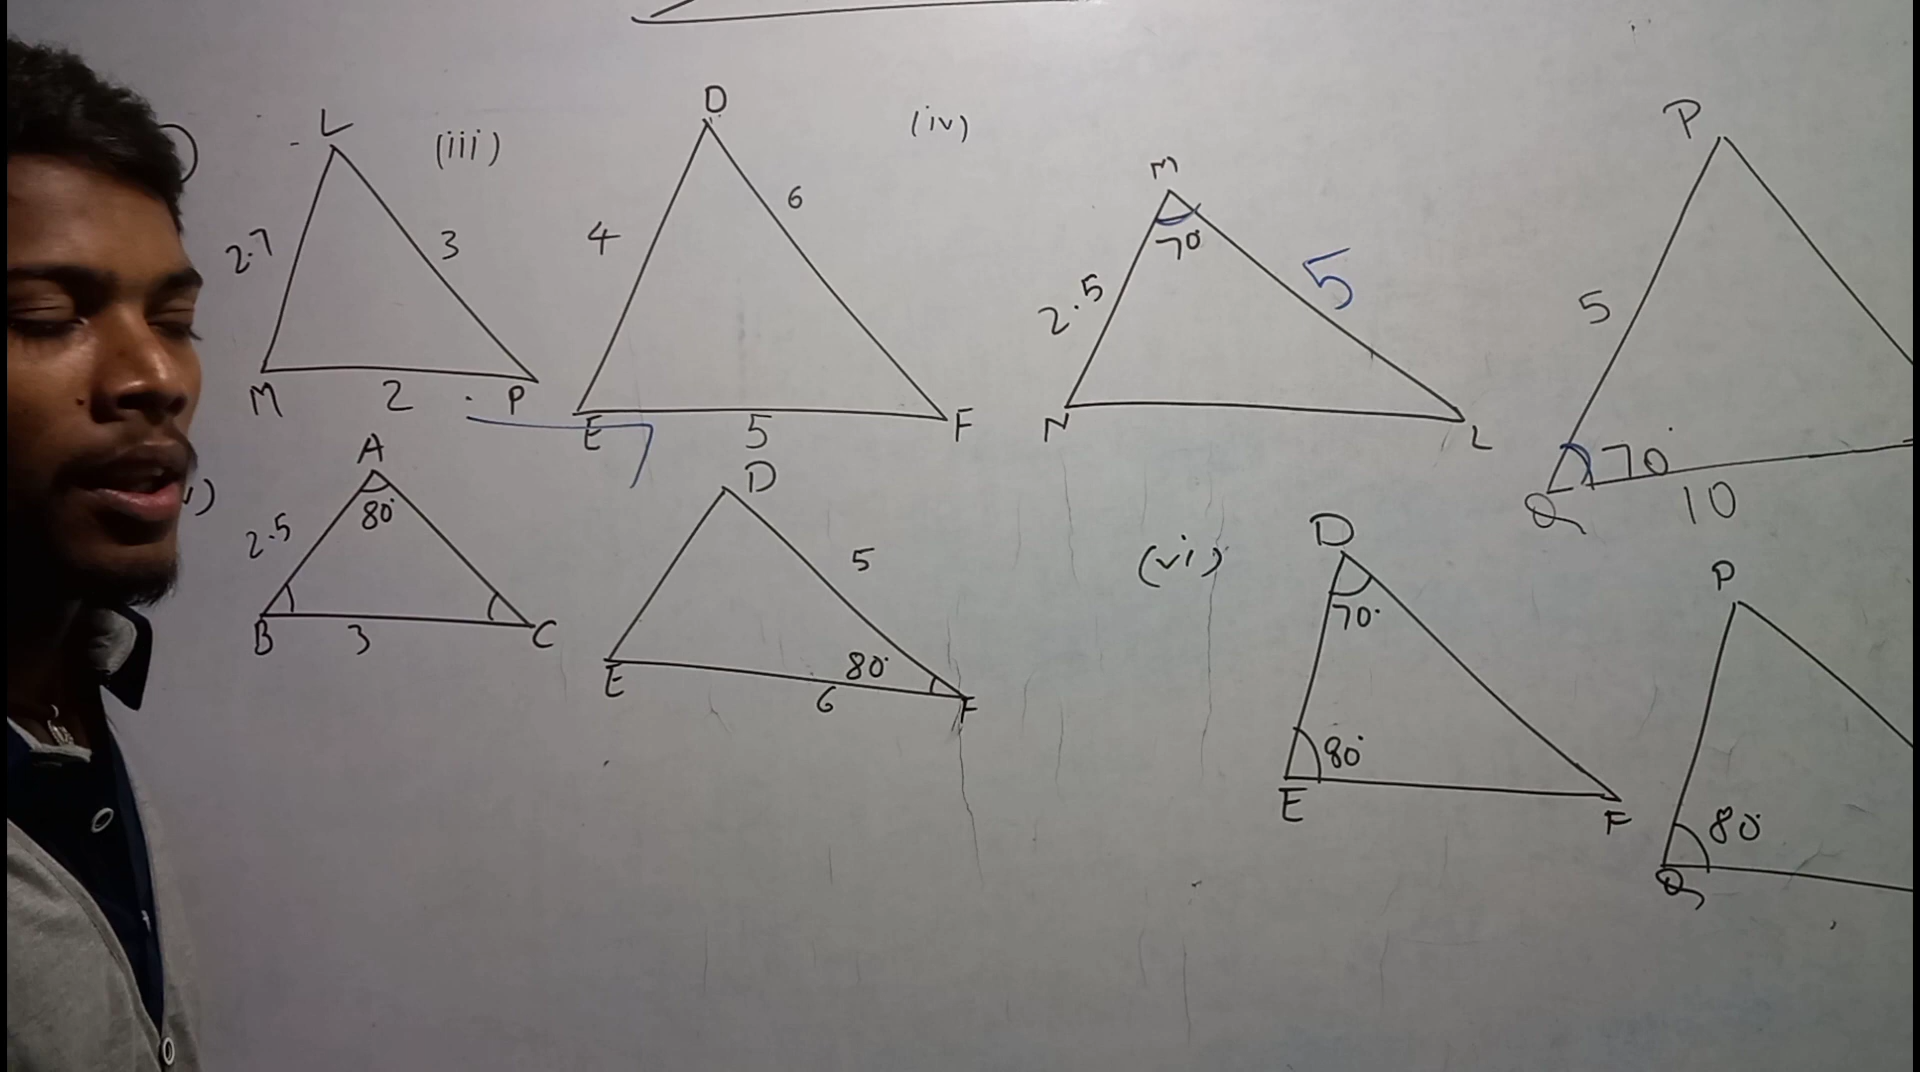 L (iii) D (iv) M P
2.7 3 4 6 2.5 70° 5 5
M 2 P E 5 F N L Q 70° 10
v) A 80° D (vi) D P
2.5 5 70°
B 3 C E 80° 6 F E 80° F Q 80°